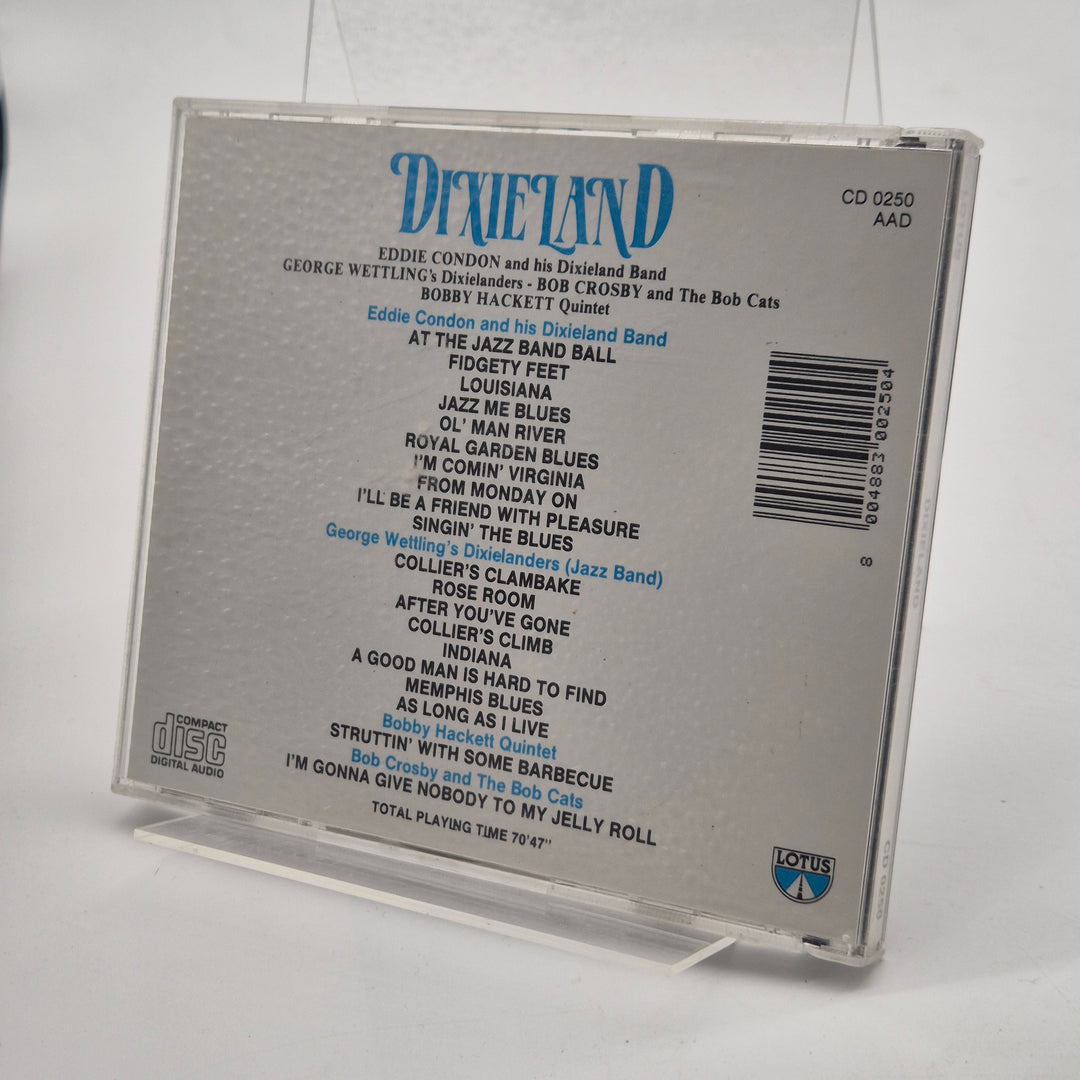 DIXIELAND
CD 0250
AAD
EDDIE CONDON and his Dixieland Band
GEORGE WETTLING's Dixielanders - BOB CROSBY and The Bob Cats
BOBBY HACKETT Quintet
Eddie Condon and his Dixieland Band
AT THE JAZZ BAND BALL
FIDGETY FEET
LOUISIANA
JAZZ ME BLUES
OL' MAN RIVER
ROYAL GARDEN BLUES
I'M COMIN' VIRGINIA
FROM MONDAY ON
I'LL BE A FRIEND WITH PLEASURE
SINGIN' THE BLUES
George Wettling's Dixielanders (Jazz Band)
COLLIER'S CLAMBAKE
ROSE ROOM
AFTER YOU'VE GONE
COLLIER'S CLIMB
INDIANA
A GOOD MAN IS HARD TO FIND
MEMPHIS BLUES
AS LONG AS I LIVE
Bobby Hackett Quintet
STRUTTIN' WITH SOME BARBECUE
Bob Crosby and The Bob Cats
I'M GONNA GIVE NOBODY TO MY JELLY ROLL
TOTAL PLAYING TIME 70'47''
COMPACT
disc
DIGITAL AUDIO
004883 002504
8
LOTUS
DIXIELAND
CD 0250